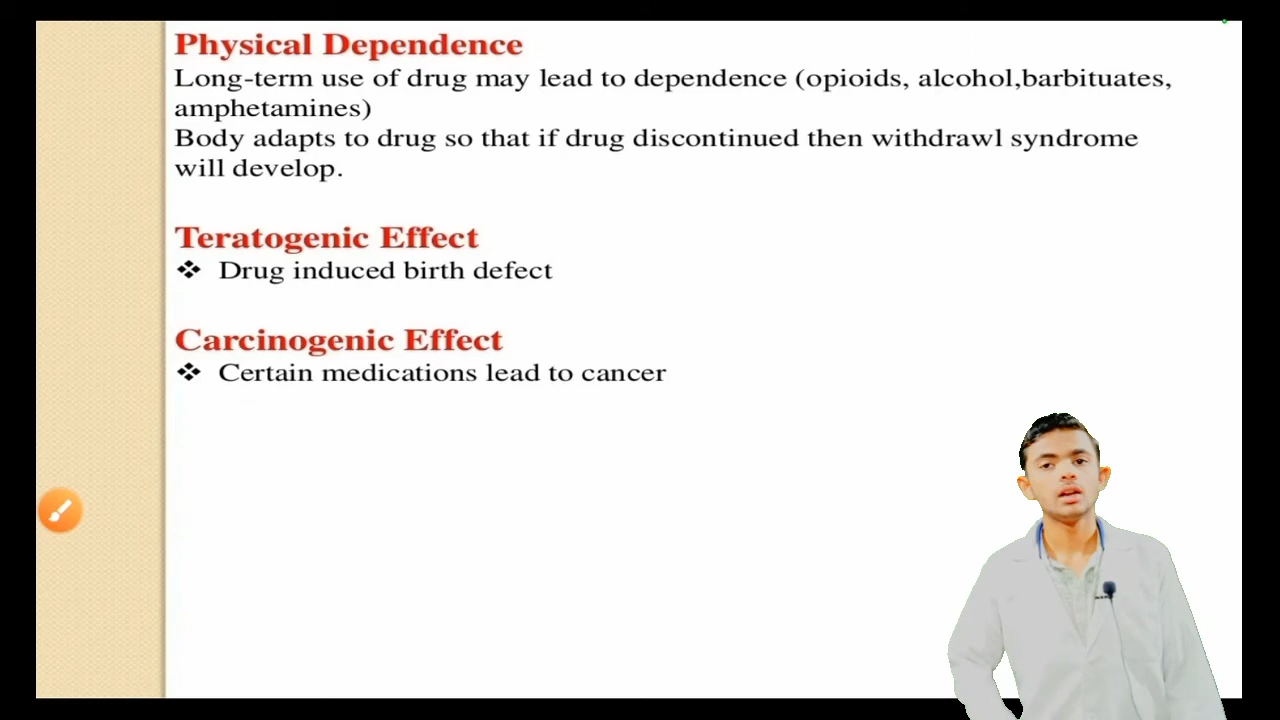 Physical Dependence
Long-term use of drug may lead to dependence (opioids, alcohol,barbituates,
amphetamines)
Body adapts to drug so that if drug discontinued then withdrawl syndrome
will develop.
Teratogenic Effect
❖ Drug induced birth defect
Carcinogenic Effect
❖ Certain medications lead to cancer